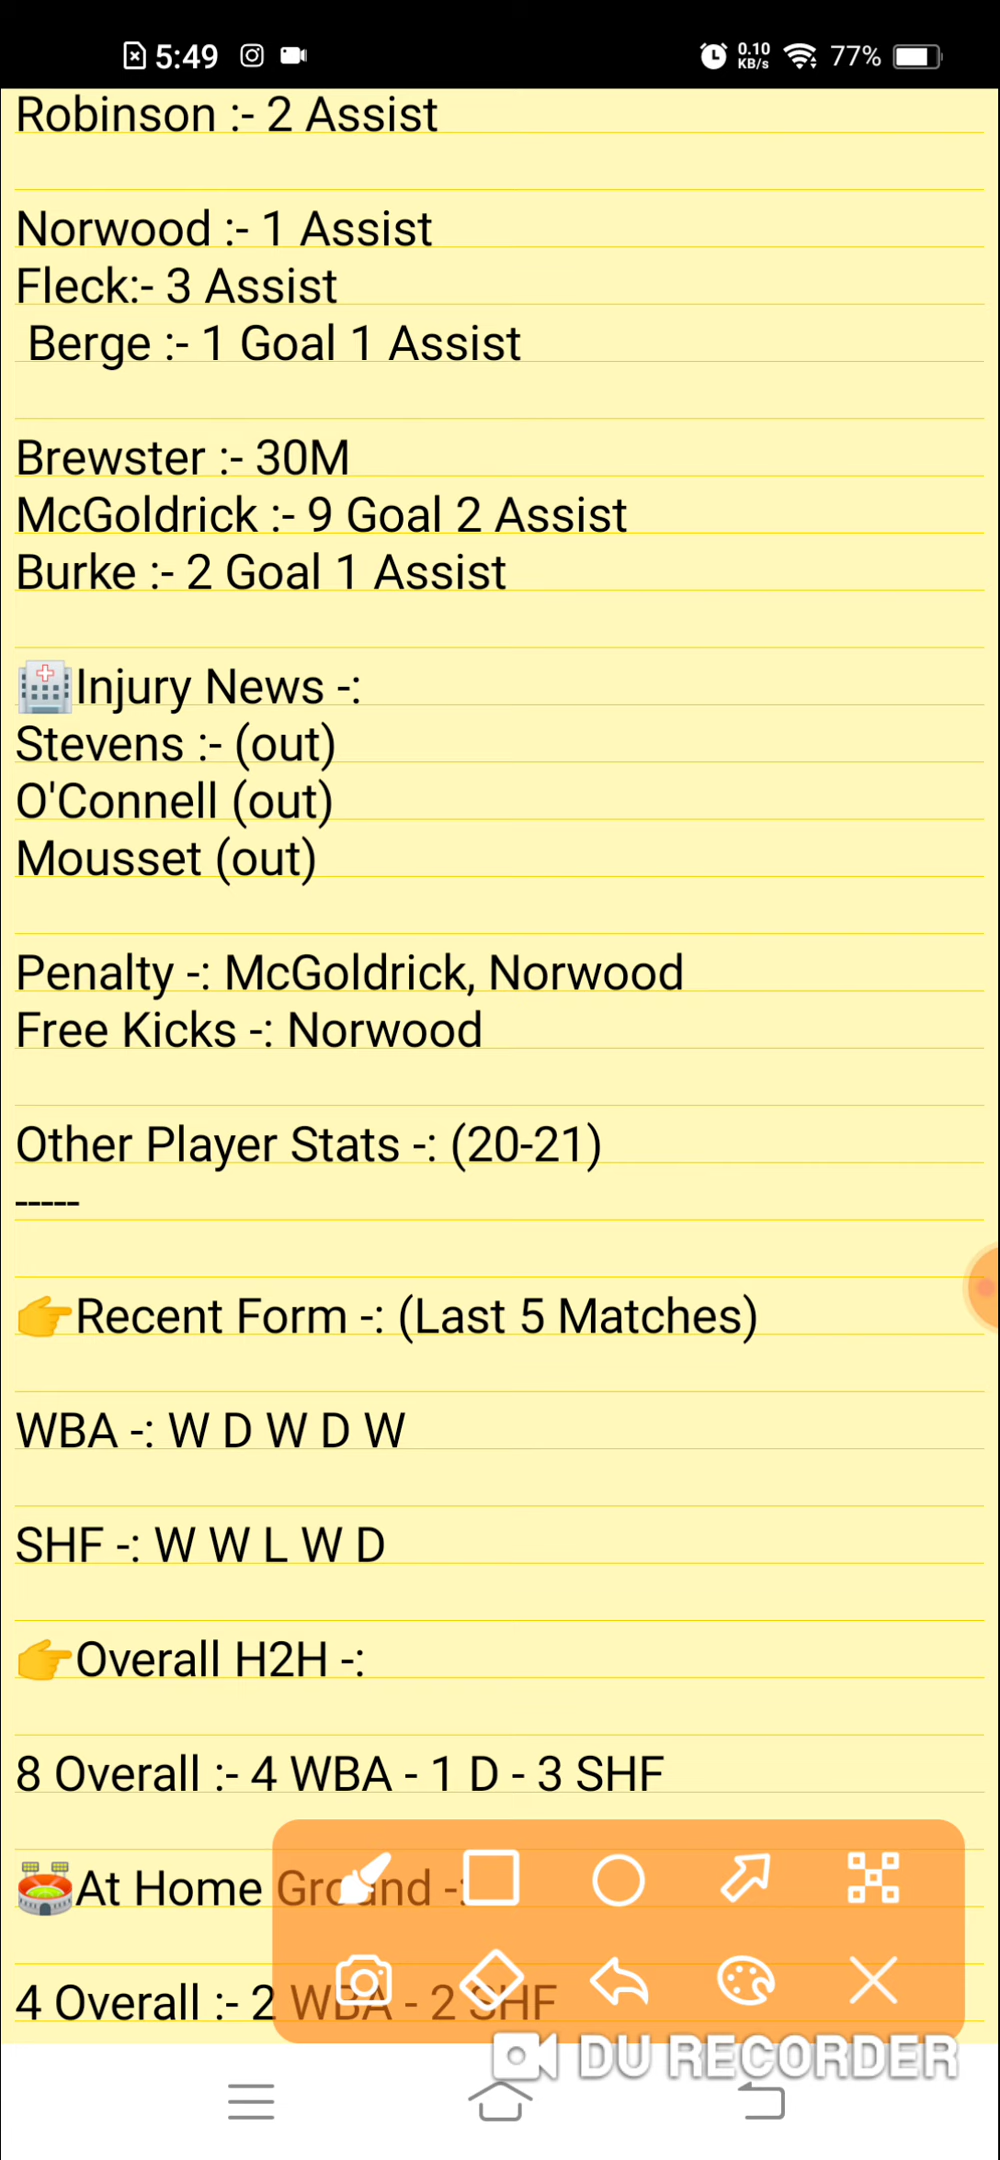 5:49 0.10 KB/s 77%
Robinson :- 2 Assist
Norwood :- 1 Assist
Fleck:- 3 Assist
Berge :- 1 Goal 1 Assist
Brewster :- 30M
McGoldrick :- 9 Goal 2 Assist
Burke :- 2 Goal 1 Assist
🏥Injury News -:
Stevens :- (out)
O'Connell (out)
Mousset (out)
Penalty -: McGoldrick, Norwood
Free Kicks -: Norwood
Other Player Stats -: (20-21)
-----
👉Recent Form -: (Last 5 Matches)
WBA -: W D W D W
SHF -: W W L W D
👉Overall H2H -:
8 Overall :- 4 WBA - 1 D - 3 SHF
🏟At Home Ground -:
4 Overall :- 2 WBA - 2 SHF
DU RECORDER